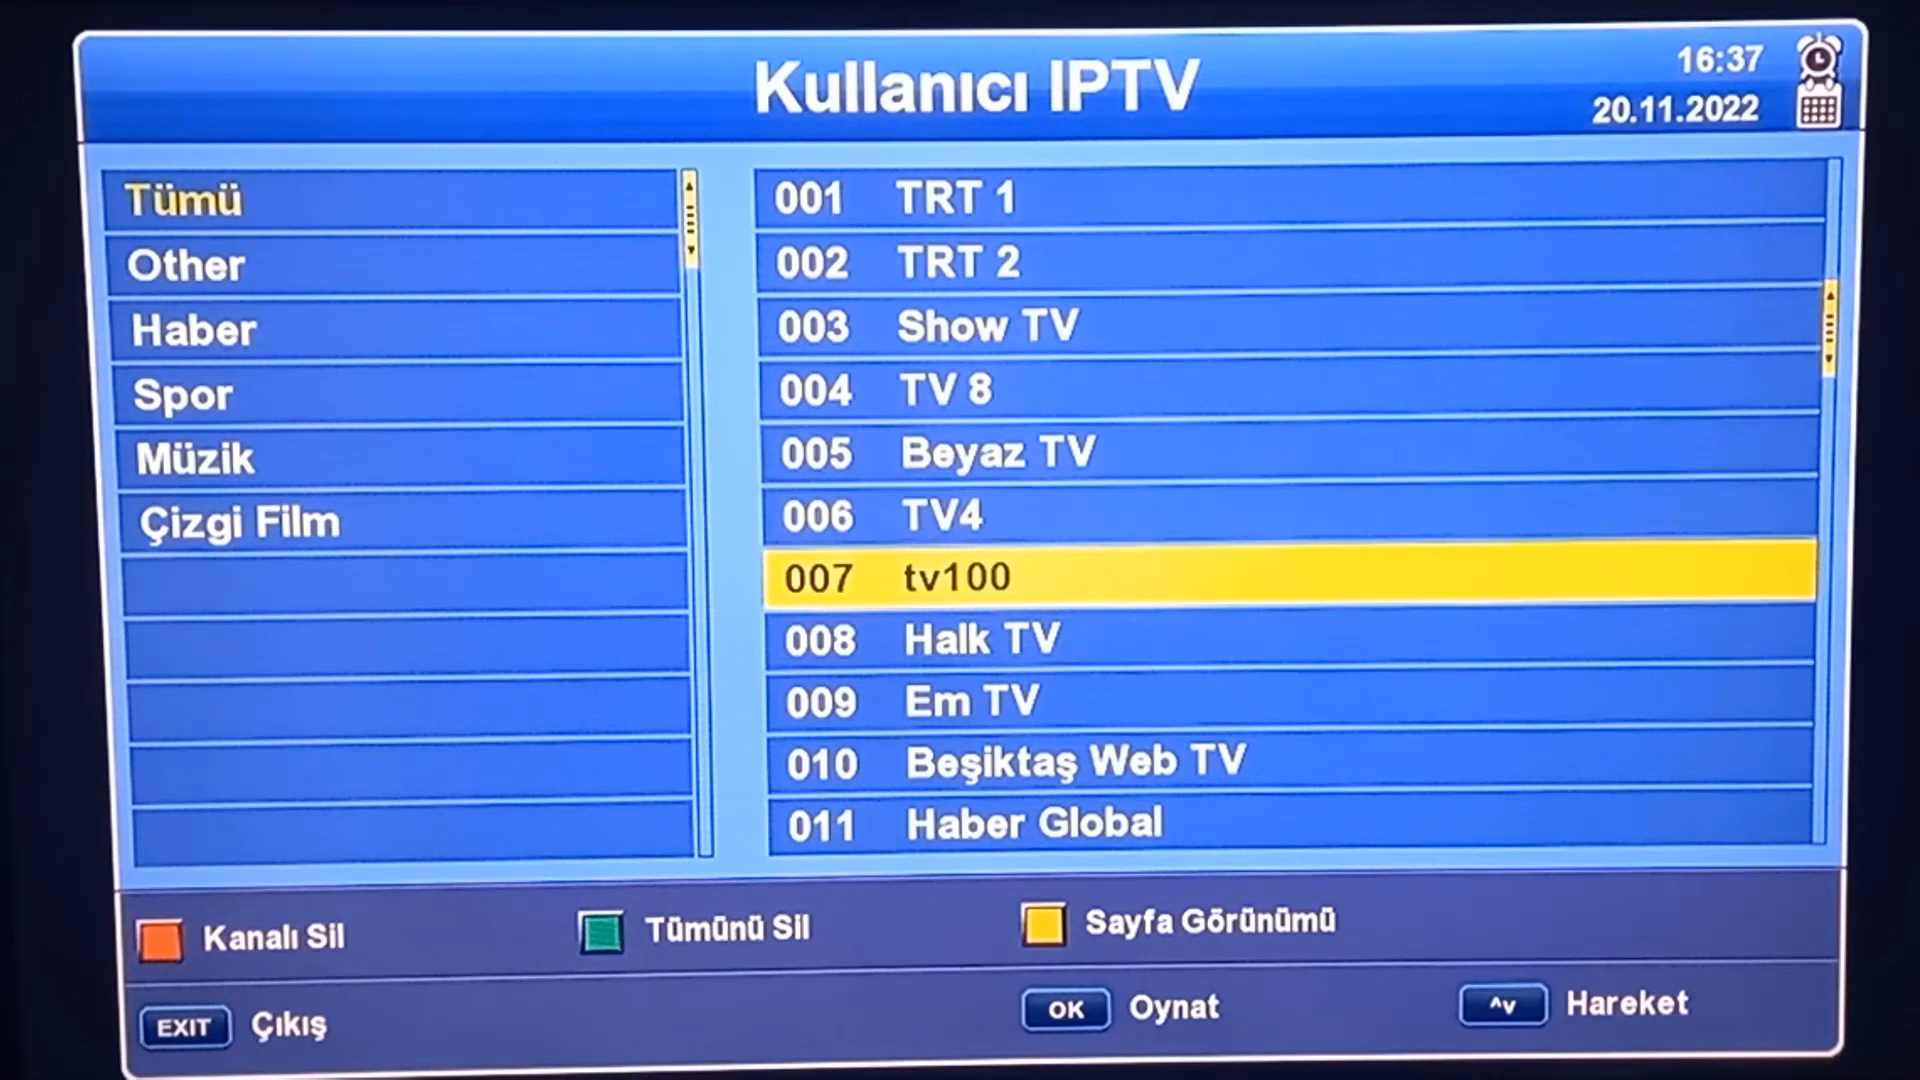 Kullanıcı IPTV
16:37
20.11.2022
Tümü
Other
Haber
Spor
Müzik
Çizgi Film
001 TRT 1
002 TRT 2
003 Show TV
004 TV 8
005 Beyaz TV
006 TV4
007 tv100
008 Halk TV
009 Em TV
010 Beşiktaş Web TV
011 Haber Global
Kanalı Sil
Tümünü Sil
Sayfa Görünümü
EXIT Çıkış
OK Oynat
^v Hareket